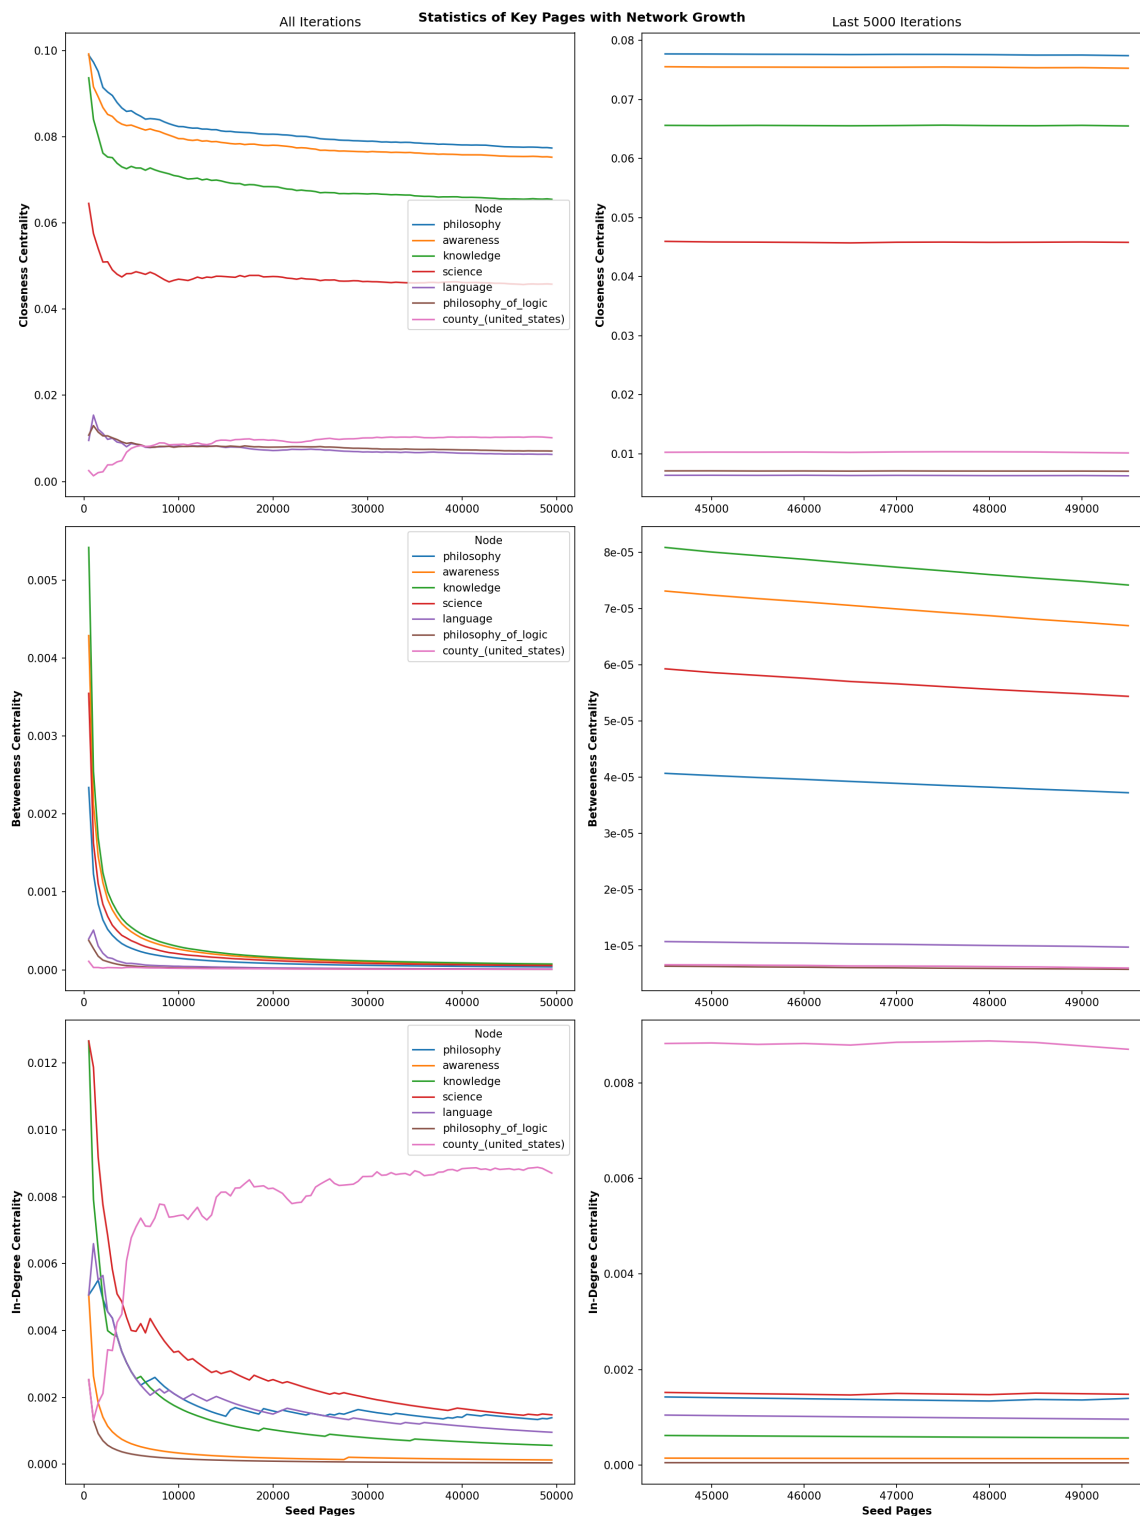 Statistics of Key Pages with Network Growth
All Iterations
Last 5000 Iterations
Closeness Centrality
0.10
0.08
0.06
0.04
0.02
0.00
Node
philosophy
awareness
knowledge
science
language
philosophy_of_logic
county_(united_states)
0
10000
20000
30000
40000
50000
Closeness Centrality
0.08
0.07
0.06
0.05
0.04
0.03
0.02
0.01
45000
46000
47000
48000
49000
Betweeness Centrality
0.005
0.004
0.003
0.002
0.001
0.000
Node
philosophy
awareness
knowledge
science
language
philosophy_of_logic
county_(united_states)
0
10000
20000
30000
40000
50000
Betweeness Centrality
8e-05
7e-05
6e-05
5e-05
4e-05
3e-05
2e-05
1e-05
45000
46000
47000
48000
49000
In-Degree Centrality
0.012
0.010
0.008
0.006
0.004
0.002
0.000
Node
philosophy
awareness
knowledge
science
language
philosophy_of_logic
county_(united_states)
0
10000
20000
30000
40000
50000
Seed Pages
In-Degree Centrality
0.008
0.006
0.004
0.002
0.000
45000
46000
47000
48000
49000
Seed Pages